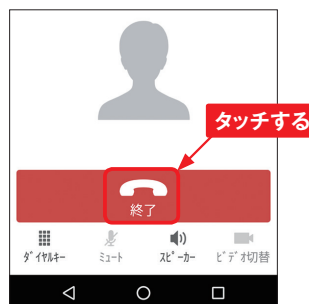 タッチする
終了
ダイヤルキー
ミュート
スピーカー
ビデオ切替